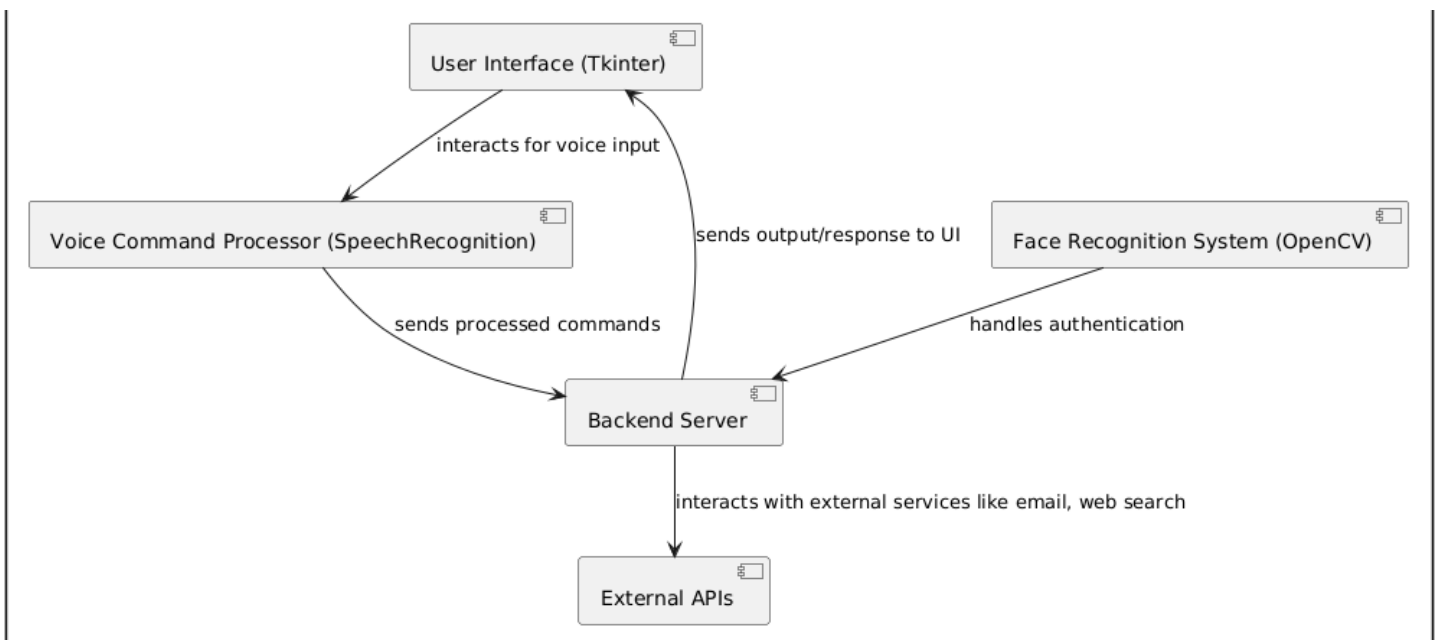 User Interface (Tkinter)
interacts for voice input
Voice Command Processor (SpeechRecognition)
sends output/response to UI
Face Recognition System (OpenCV)
sends processed commands
handles authentication
Backend Server
interacts with external services like email, web search
External APIs